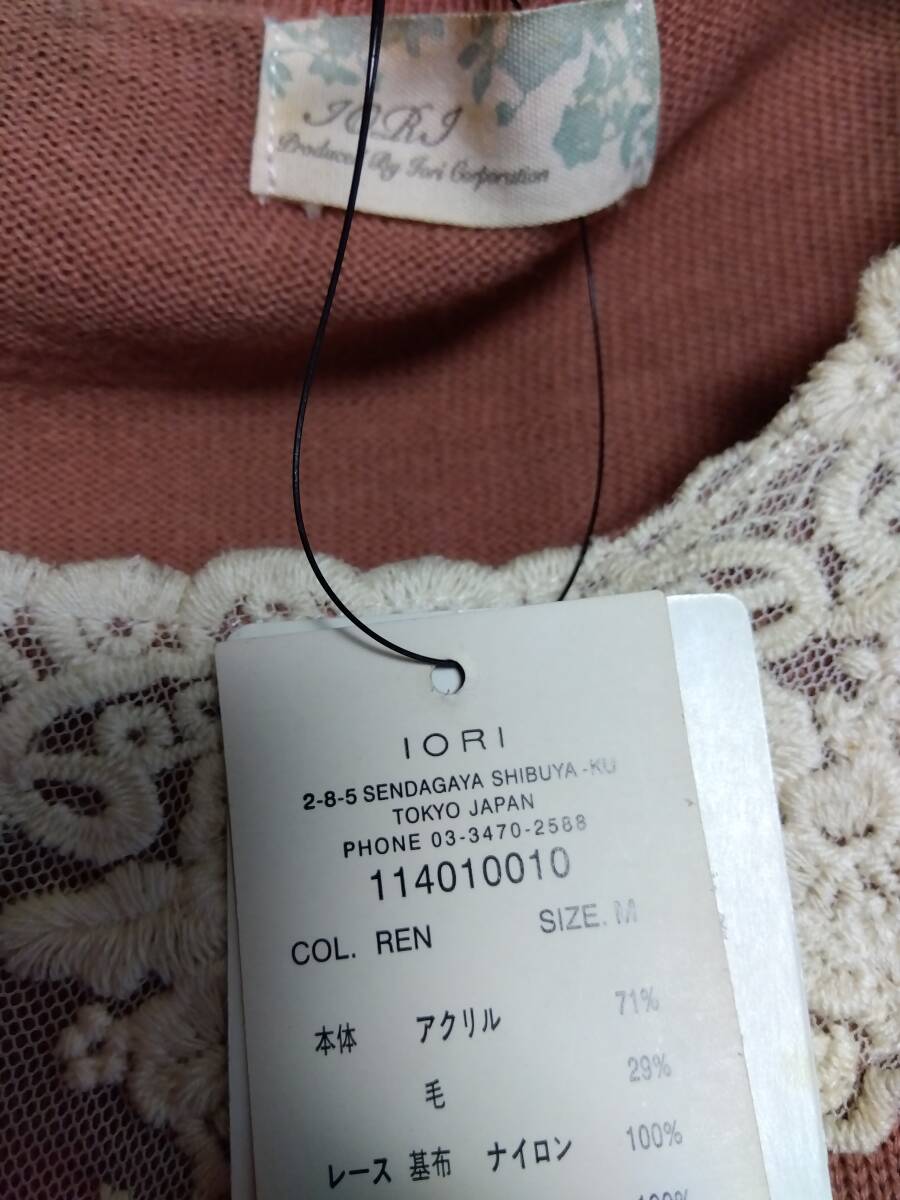 IORI
Produced By Iori Corporation
IORI
2-8-5 SENDAGAYA SHIBUYA-KU
TOKYO JAPAN
PHONE 03-3470-2588
114010010
COL. REN SIZE. M
本体 アクリル 71%
毛 29%
レース 基布 ナイロン 100%
100%